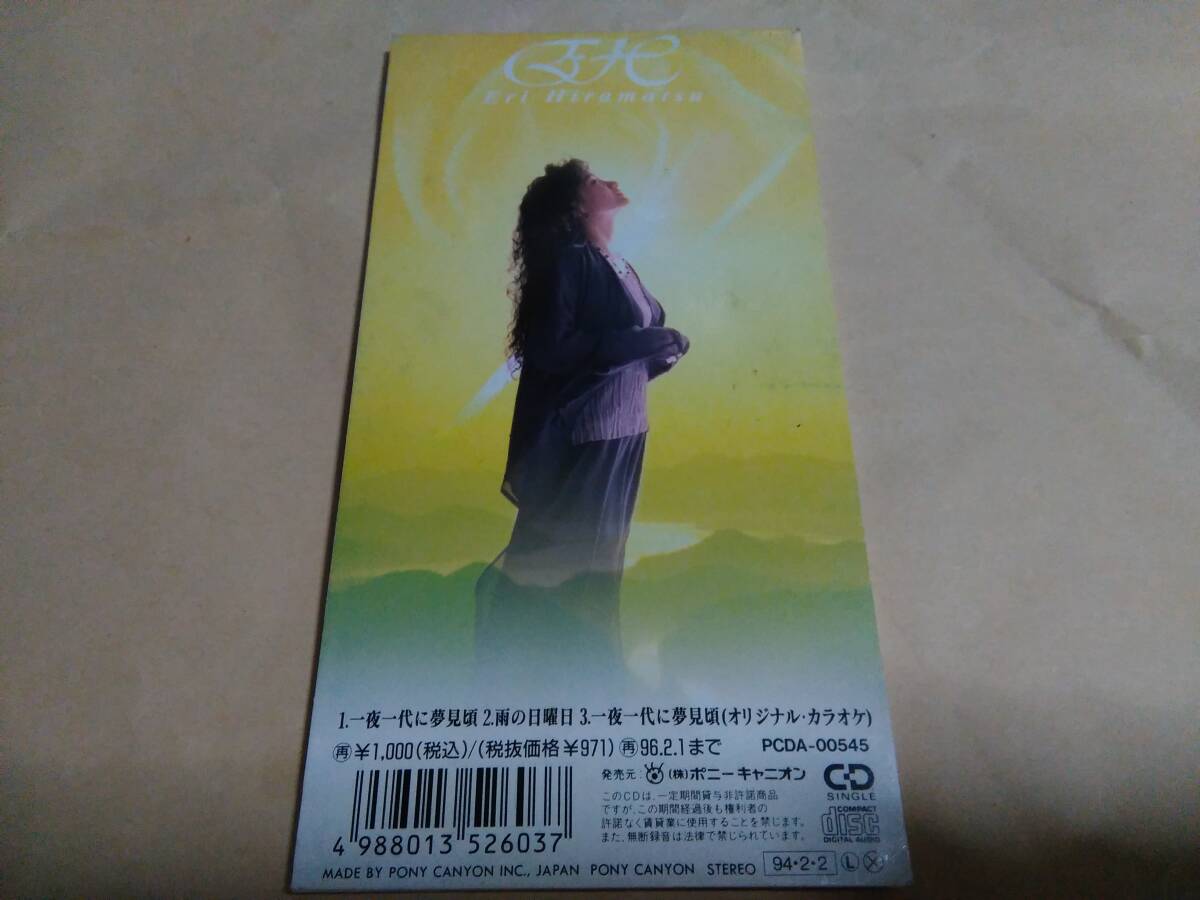 Eri Hiramatsu
1.一夜一代に夢見頃 2.雨の日曜日 3.一夜一代に夢見頃(オリジナル・カラオケ)
再 ¥1,000(税込)/(税抜価格¥971) 再 96.2.1まで PCDA-00545
発売元: (株)ポニーキャニオン
CD SINGLE
このCDは、一定期間貸与非許諾商品
ですが、この期間経過後も権利者の
許諾なく賃貸業に使用することを禁じます。
また、無断録音は法律で禁じられています。
COMPACT
disc
DIGITAL AUDIO
4 988013 526037
MADE BY PONY CANYON INC., JAPAN PONY CANYON STEREO 94・2・2 L X